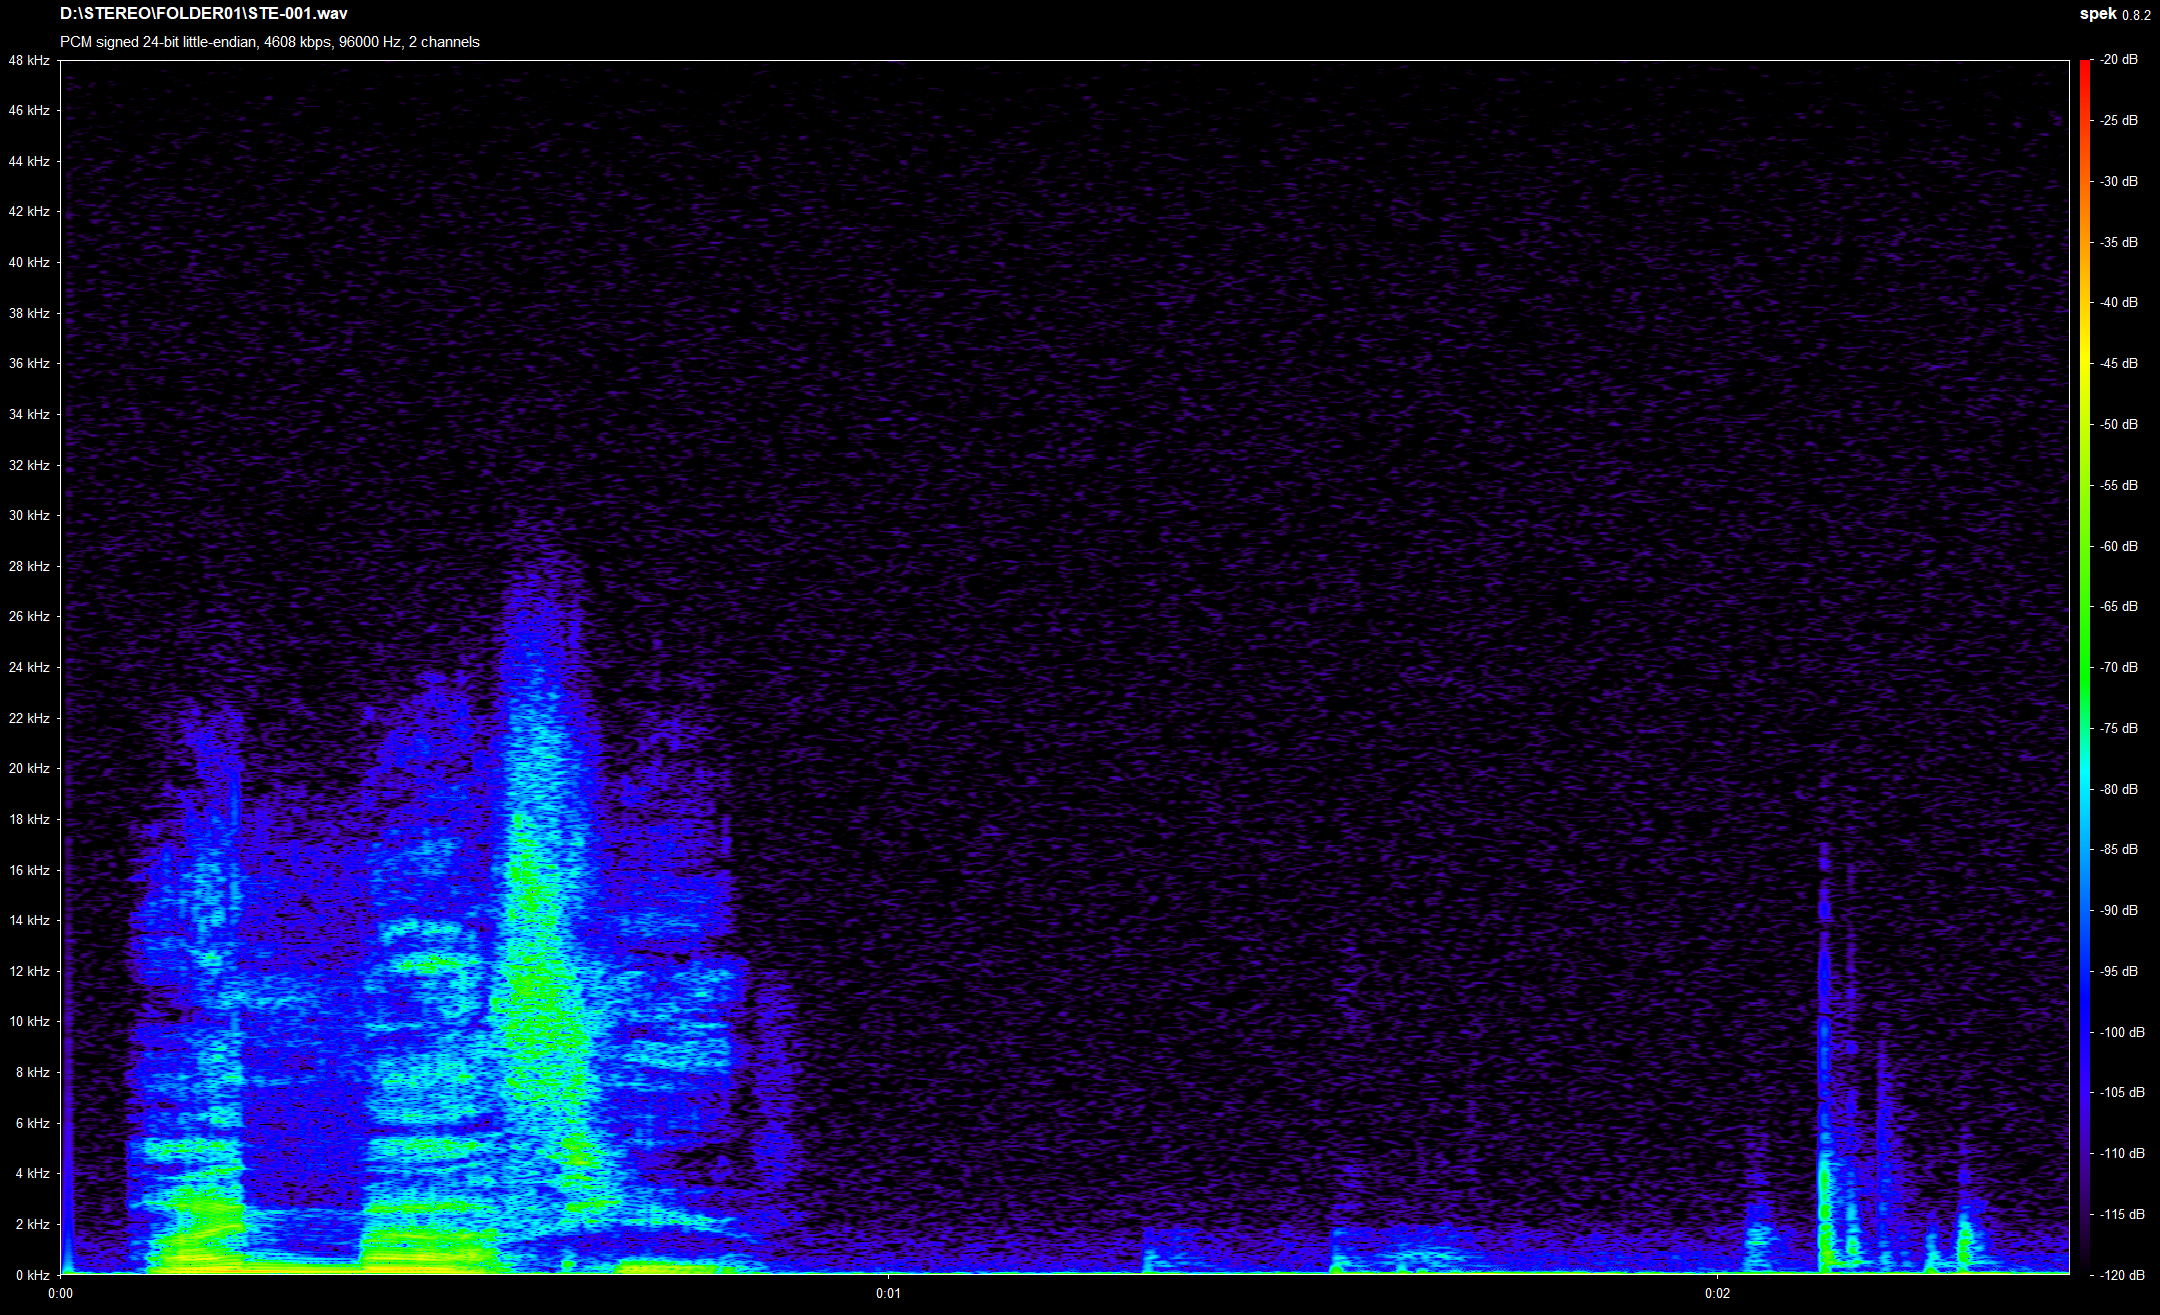 D:\STEREO\FOLDER01\STE-001.wav
spek 0.8.2
PCM signed 24-bit little-endian, 4608 kbps, 96000 Hz, 2 channels
48 kHz
46 kHz
44 kHz
42 kHz
40 kHz
38 kHz
36 kHz
34 kHz
32 kHz
30 kHz
28 kHz
26 kHz
24 kHz
22 kHz
20 kHz
18 kHz
16 kHz
14 kHz
12 kHz
10 kHz
8 kHz
6 kHz
4 kHz
2 kHz
0 kHz
0:00
0:01
0:02
-20 dB
-25 dB
-30 dB
-35 dB
-40 dB
-45 dB
-50 dB
-55 dB
-60 dB
-65 dB
-70 dB
-75 dB
-80 dB
-85 dB
-90 dB
-95 dB
-100 dB
-105 dB
-110 dB
-115 dB
-120 dB